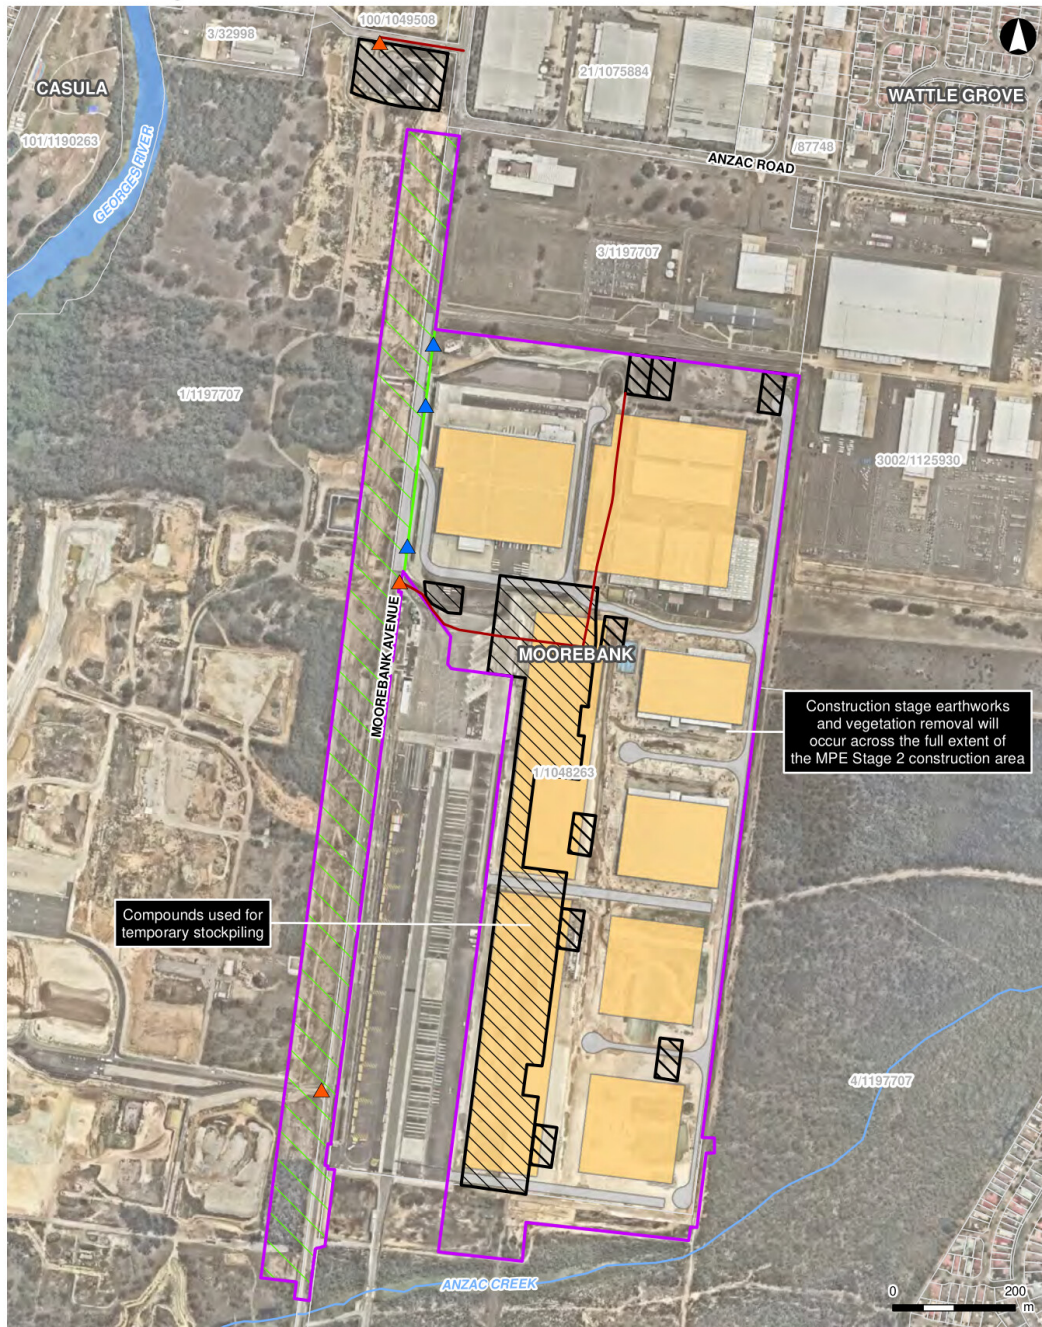 100/1049508
3/32998
21/1075884
CASULA
WATTLE GROVE
101/1190263
/87748
ANZAC ROAD
GEORGES RIVER
3/1197707
1/1197707
3002/1125930
MOOREBANK AVENUE
MOOREBANK
Construction stage earthworks
and vegetation removal will
occur across the full extent of
the MPE Stage 2 construction area
1/1048263
Compounds used for
temporary stockpiling
4/1197707
ANZAC CREEK
0 200
m